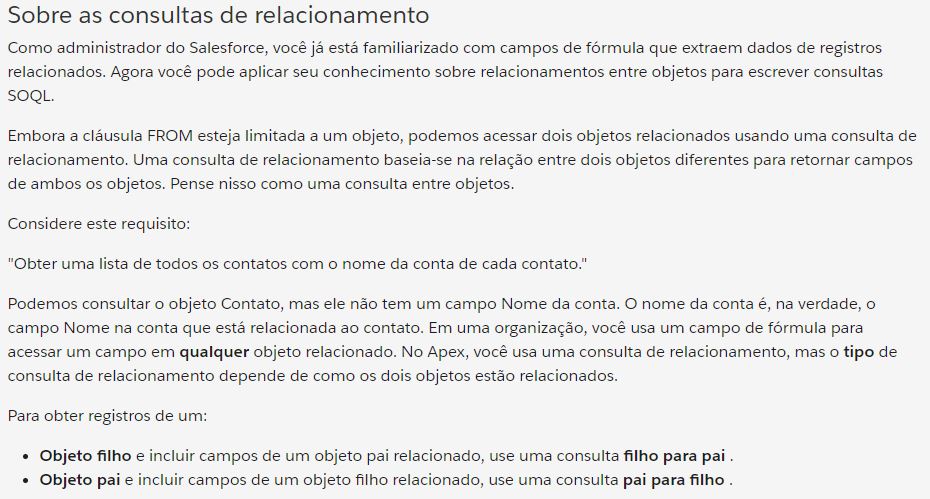 Sobre as consultas de relacionamento
Como administrador do Salesforce, você já está familiarizado com campos de fórmula que extraem dados de registros
relacionados. Agora você pode aplicar seu conhecimento sobre relacionamentos entre objetos para escrever consultas
SOQL.
Embora a cláusula FROM esteja limitada a um objeto, podemos acessar dois objetos relacionados usando uma consulta de
relacionamento. Uma consulta de relacionamento baseia-se na relação entre dois objetos diferentes para retornar campos
de ambos os objetos. Pense nisso como uma consulta entre objetos.
Considere este requisito:
"Obter uma lista de todos os contatos com o nome da conta de cada contato."
Podemos consultar o objeto Contato, mas ele não tem um campo Nome da conta. O nome da conta é, na verdade, o
campo Nome na conta que está relacionada ao contato. Em uma organização, você usa um campo de fórmula para
acessar um campo em qualquer objeto relacionado. No Apex, você usa uma consulta de relacionamento, mas o tipo de
consulta de relacionamento depende de como os dois objetos estão relacionados.
Para obter registros de um:
• Objeto filho e incluir campos de um objeto pai relacionado, use uma consulta filho para pai .
• Objeto pai e incluir campos de um objeto filho relacionado, use uma consulta pai para filho .